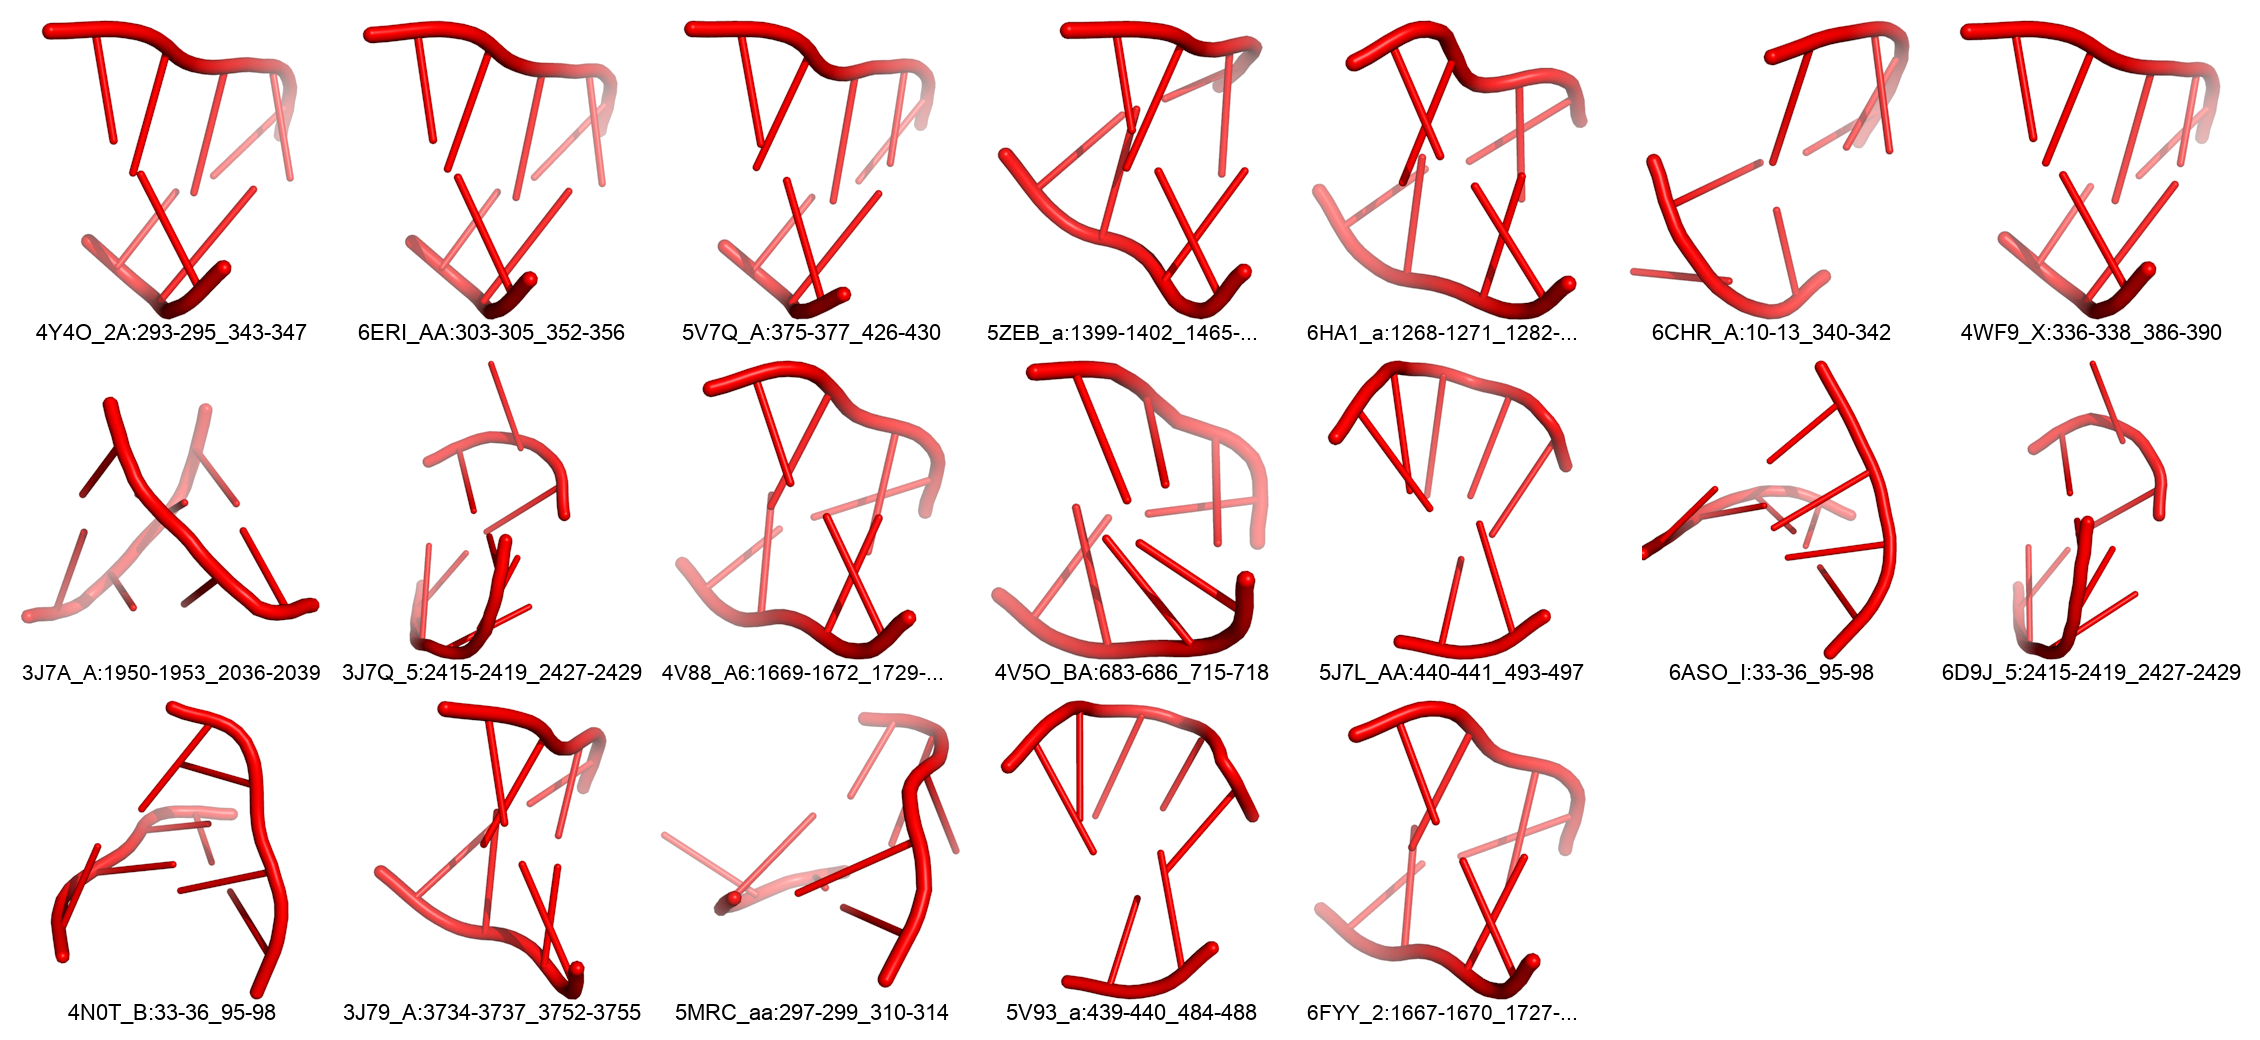 4Y4O_2A:293-295_343-347
6ERI_AA:303-305_352-356
5V7Q_A:375-377_426-430
5ZEB_a:1399-1402_1465-...
6HA1_a:1268-1271_1282-...
6CHR_A:10-13_340-342
4WF9_X:336-338_386-390
3J7A_A:1950-1953_2036-2039
3J7Q_5:2415-2419_2427-2429
4V88_A6:1669-1672_1729-...
4V5O_BA:683-686_715-718
5J7L_AA:440-441_493-497
6ASO_I:33-36_95-98
6D9J_5:2415-2419_2427-2429
4N0T_B:33-36_95-98
3J79_A:3734-3737_3752-3755
5MRC_aa:297-299_310-314
5V93_a:439-440_484-488
6FYY_2:1667-1670_1727-...